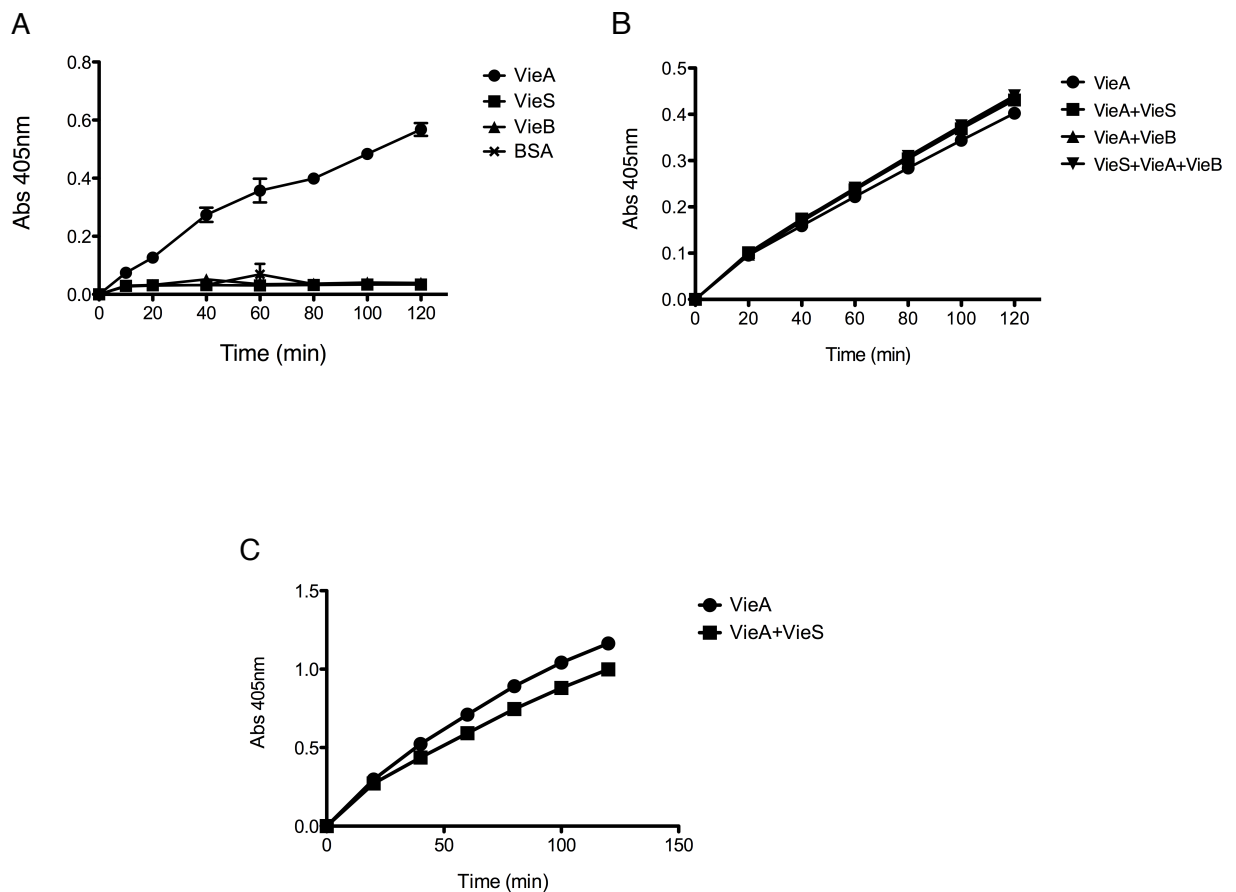 A
0.8
0.6
0.4
0.2
0.0
Abs 405nm
0 20 40 60 80 100 120
Time (min)
VieA
VieS
VieB
BSA
B
0.5
0.4
0.3
0.2
0.1
0.0
Abs 405nm
0 20 40 60 80 100 120
Time (min)
VieA
VieA+VieS
VieA+VieB
VieS+VieA+VieB
C
1.5
1.0
0.5
0.0
Abs 405nm
0 50 100 150
Time (min)
VieA
VieA+VieS